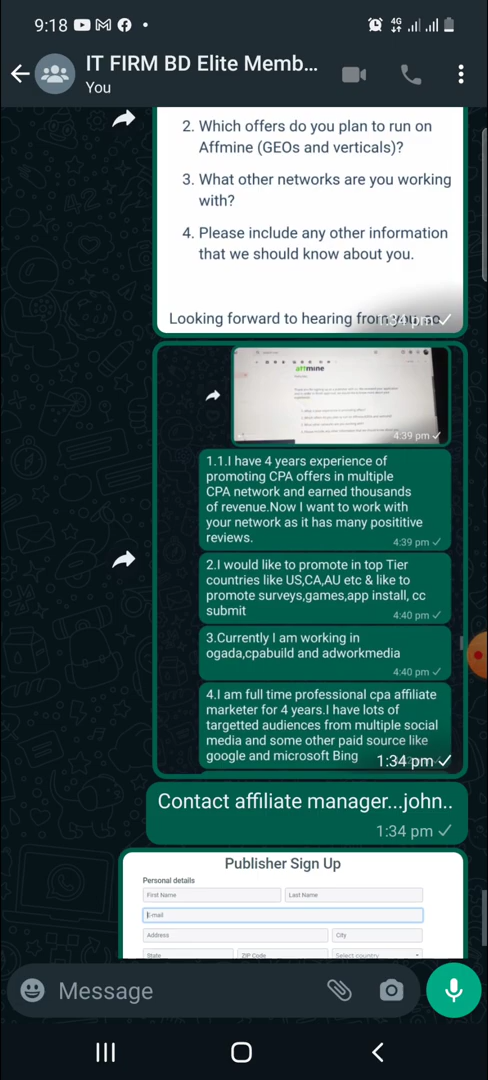 9:18
4G
IT FIRM BD Elite Memb...
You
2. Which offers do you plan to run on
Affmine (GEOs and verticals)?
3. What other networks are you working
with?
4. Please include any other information
that we should know about you.
Looking forward to hearing from you so
1:34 pm
affmine
4:39 pm
1.1.I have 4 years experience of
promoting CPA offers in multiple
CPA network and earned thousands
of revenue.Now I want to work with
your network as it has many posititive
reviews.
4:39 pm
2.I would like to promote in top Tier
countries like US,CA,AU etc & like to
promote surveys,games,app install, cc
submit
4:40 pm
3.Currently I am working in
ogada,cpabuild and adworkmedia
4:40 pm
4.I am full time professional cpa affiliate
marketer for 4 years.I have lots of
targetted audiences from multiple social
media and some other paid source like
google and microsoft Bing
1:34 pm
Contact affiliate manager...john..
1:34 pm
Publisher Sign Up
Personal details
First Name
Last Name
E-mail
Address
City
State
ZIP Code
Select country
Message